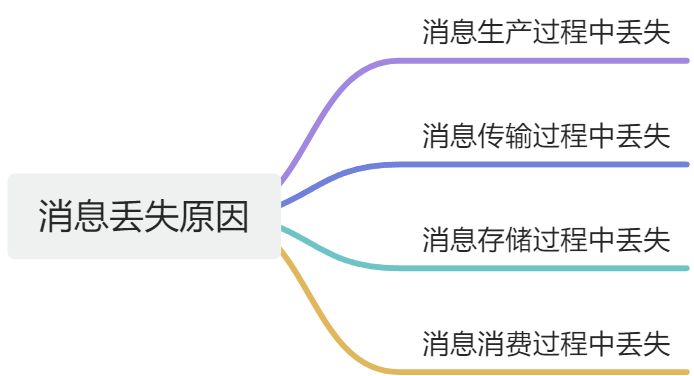 消息丢失原因
消息生产过程中丢失
消息传输过程中丢失
消息存储过程中丢失
消息消费过程中丢失